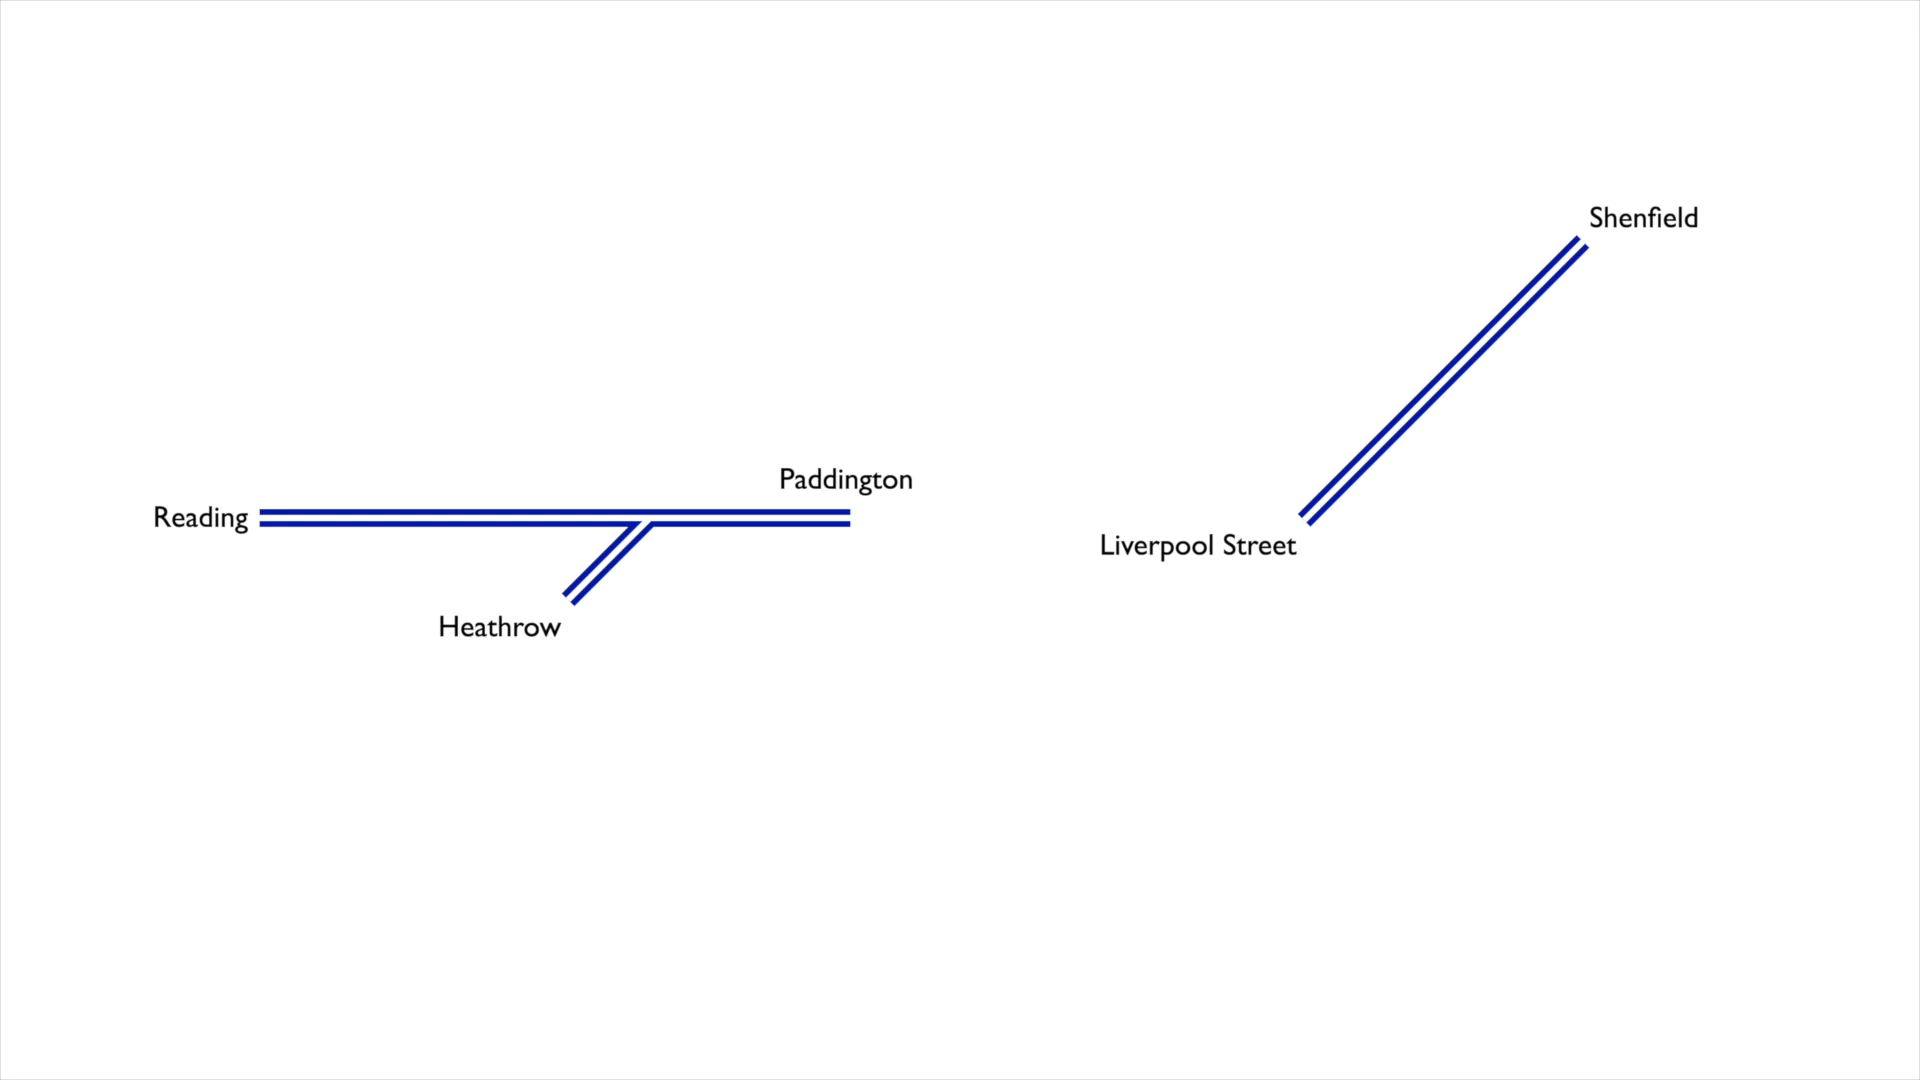 Shenfield
Paddington
Reading
Liverpool Street
Heathrow